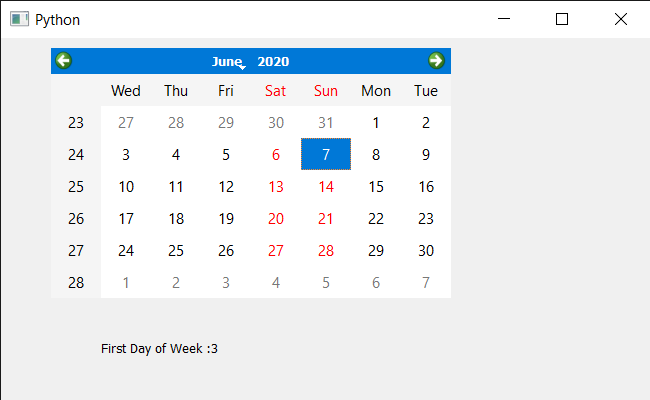 Python
June 2020
Wed Thu Fri Sat Sun Mon Tue
23 27 28 29 30 31 1 2
24 3 4 5 6 7 8 9
25 10 11 12 13 14 15 16
26 17 18 19 20 21 22 23
27 24 25 26 27 28 29 30
28 1 2 3 4 5 6 7
First Day of Week :3